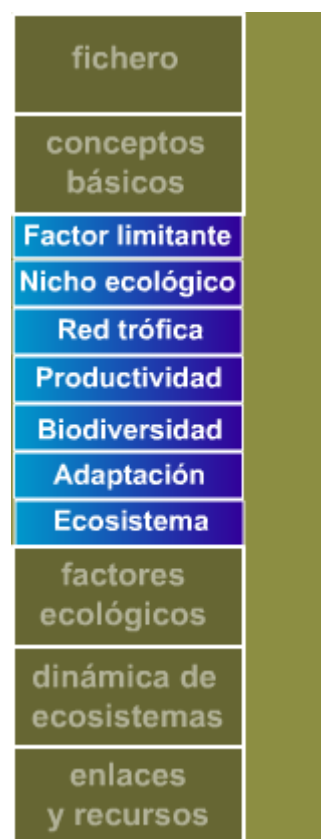 fichero
conceptos
básicos
Factor limitante
Nicho ecológico
Red trófica
Productividad
Biodiversidad
Adaptación
Ecosistema
factores
ecológicos
dinámica de
ecosistemas
enlaces
y recursos